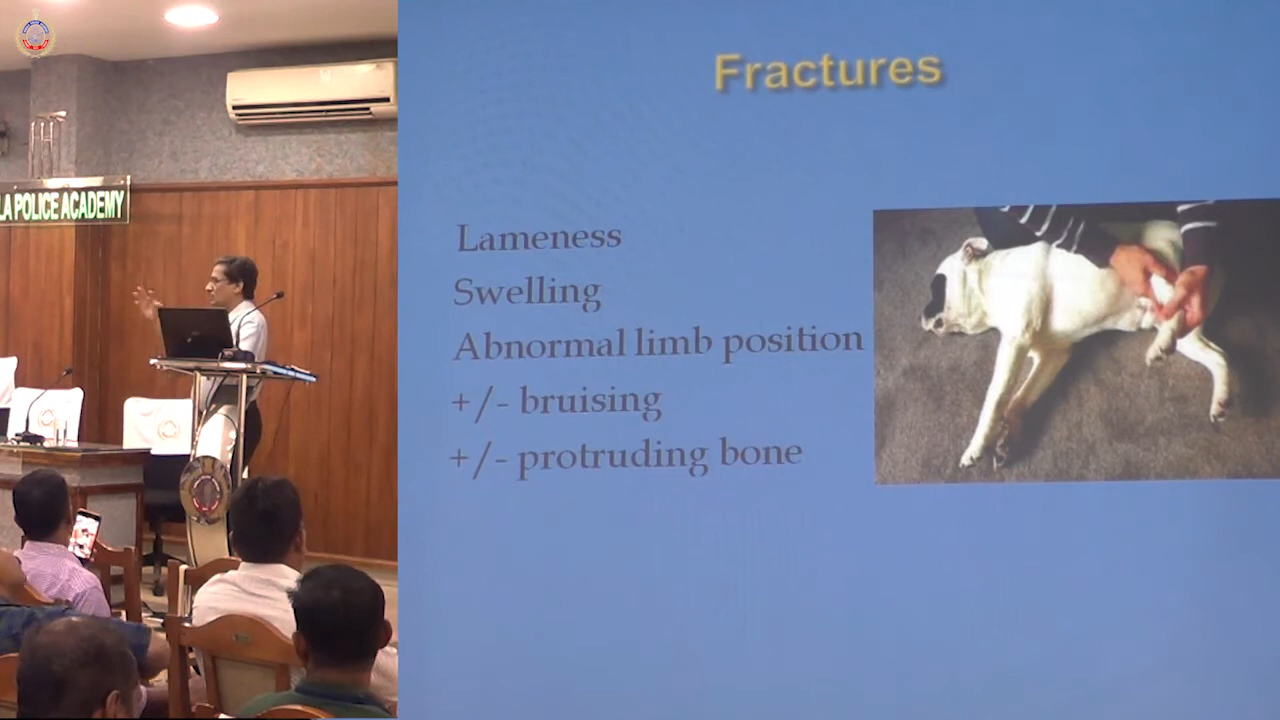 LA POLICE ACADEMY
Fractures
Lameness
Swelling
Abnormal limb position
+/- bruising
+/- protruding bone